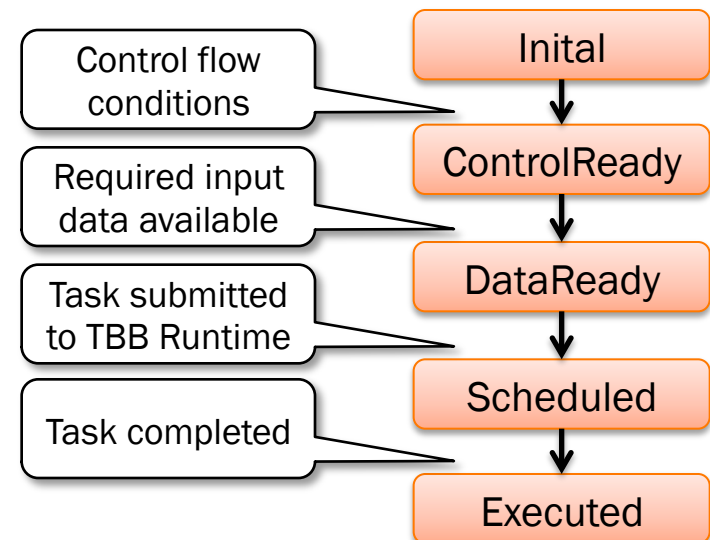 Inital
Control flow
conditions
ControlReady
Required input
data available
DataReady
Task submitted
to TBB Runtime
Scheduled
Task completed
Executed